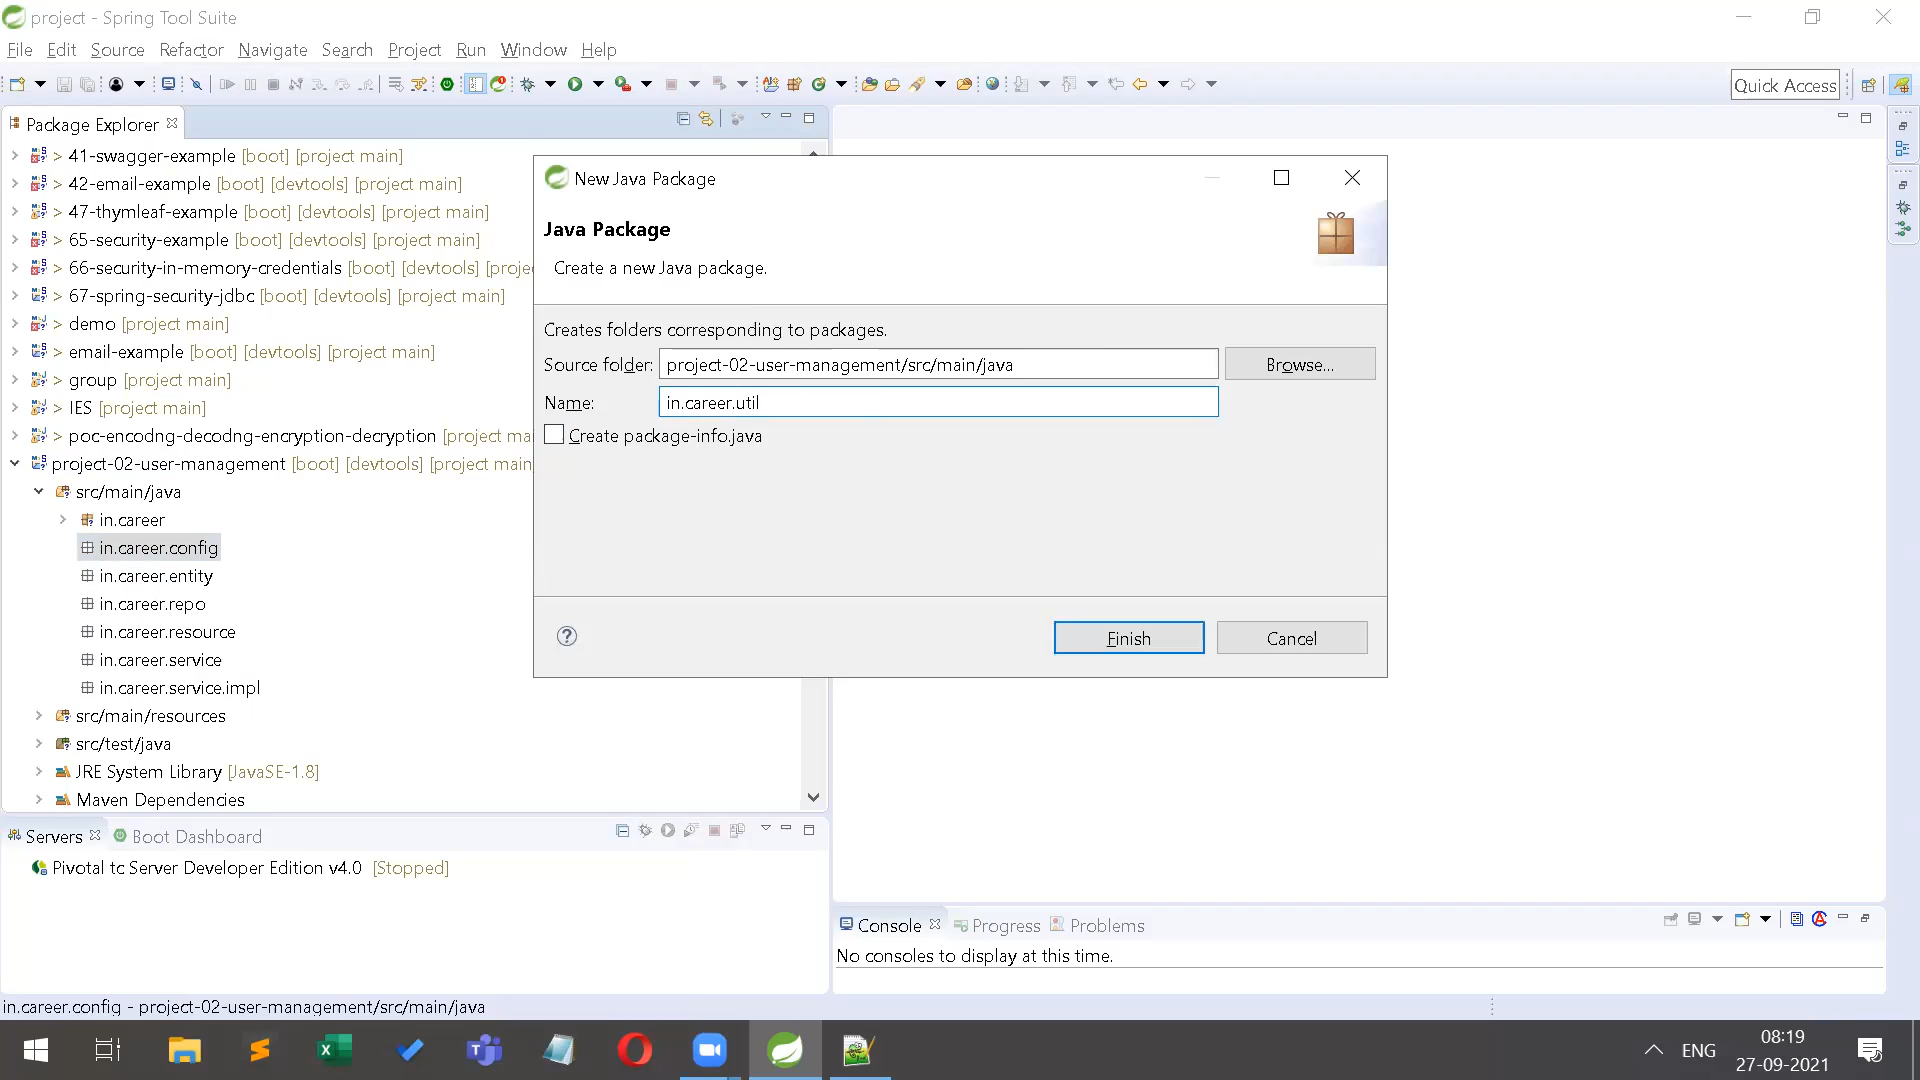 project - Spring Tool Suite
File Edit Source Refactor Navigate Search Project Run Window Help
Quick Access
Package Explorer
> 41-swagger-example [boot] [project main]
> 42-email-example [boot] [devtools] [project main]
> 47-thymleaf-example [boot] [devtools] [project main]
> 65-security-example [boot] [devtools] [project main]
> 66-security-in-memory-credentials [boot] [devtools] [proje
> 67-spring-security-jdbc [boot] [devtools] [project main]
> demo [project main]
> email-example [boot] [devtools] [project main]
> group [project main]
> IES [project main]
> poc-encodng-decodng-encryption-decryption [project mai
project-02-user-management [boot] [devtools] [project main
src/main/java
in.career
in.career.config
in.career.entity
in.career.repo
in.career.resource
in.career.service
in.career.service.impl
src/main/resources
src/test/java
JRE System Library [JavaSE-1.8]
Maven Dependencies
New Java Package
Java Package
Create a new Java package.
Creates folders corresponding to packages.
Source folder: project-02-user-management/src/main/java Browse...
Name: in.career.util
Create package-info.java
Finish Cancel
Servers Boot Dashboard
Pivotal tc Server Developer Edition v4.0 [Stopped]
Console Progress Problems
No consoles to display at this time.
in.career.config - project-02-user-management/src/main/java
ENG
08:19
27-09-2021